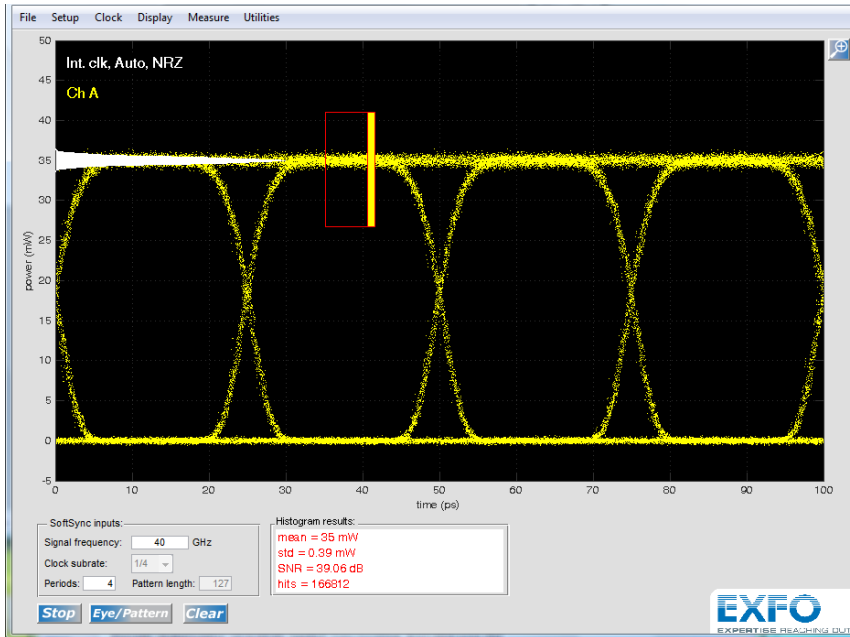 File Setup Clock Display Measure Utilities
Int. clk, Auto, NRZ
Ch A
50
45
40
35
30
25
20
15
10
5
0
-5
power (mW)
0 10 20 30 40 50 60 70 80 90 100
time (ps)
SoftSync inputs:
Signal frequency: 40 GHz
Clock subrate: 1/4
Periods: 4 Pattern length: 127
Histogram results:
mean = 35 mW
std = 0.39 mW
SNR = 39.06 dB
hits = 166812
Stop Eye/Pattern Clear
EXFO
EXPERTISE REACHING OUT